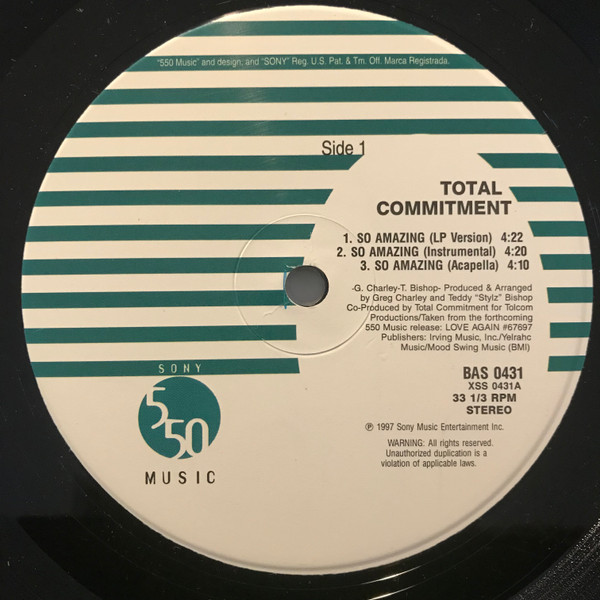 "550 Music" and design; and "SONY" Reg. U.S. Pat. & Tm. Off. Marca Registrada.
Side 1
TOTAL
COMMITMENT
1. SO AMAZING (LP Version) 4:22
2. SO AMAZING (Instrumental) 4:20
3. SO AMAZING (Acapella) 4:10
-G. Charley-T. Bishop- Produced & Arranged
by Greg Charley and Teddy "Stylz" Bishop
Co-Produced by Total Commitment for Tolcom
Productions/Taken from the forthcoming
550 Music release: LOVE AGAIN #67697
Publishers: Irving Music, Inc./Yelrahc
Music/Mood Swing Music (BMI)
BAS 0431
XSS 0431A
33 1/3 RPM
STEREO
SONY
550
MUSIC
℗ 1997 Sony Music Entertainment Inc.
WARNING: All rights reserved.
Unauthorized duplication is a
violation of applicable laws.